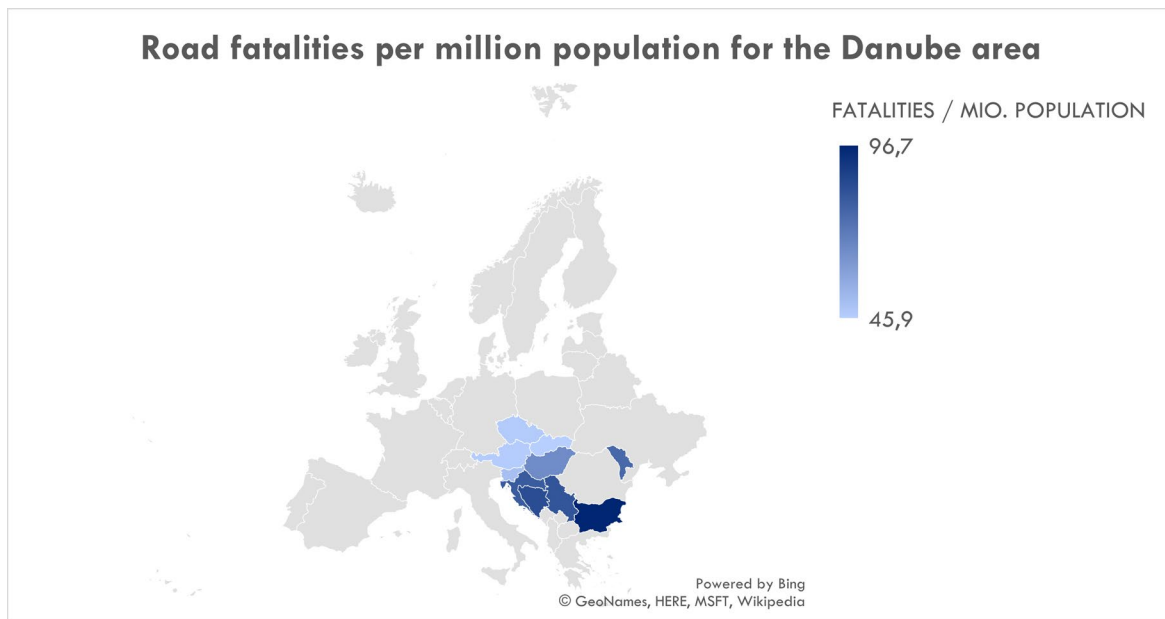 Road fatalities per million population for the Danube area
FATALITIES / MIO. POPULATION
96,7
45,9
Powered by Bing
© GeoNames, HERE, MSFT, Wikipedia